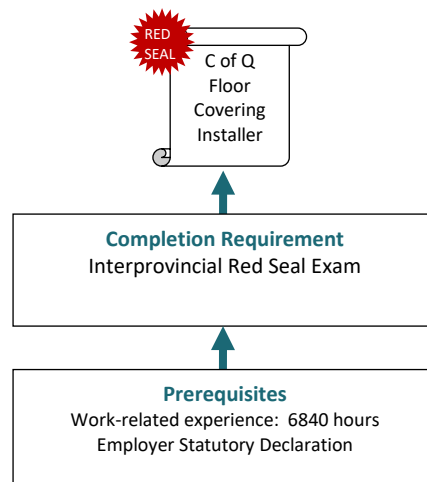 RED
SEAL
C of Q
Floor
Covering
Installer
Completion Requirement
Interprovincial Red Seal Exam
Prerequisites
Work-related experience: 6840 hours
Employer Statutory Declaration